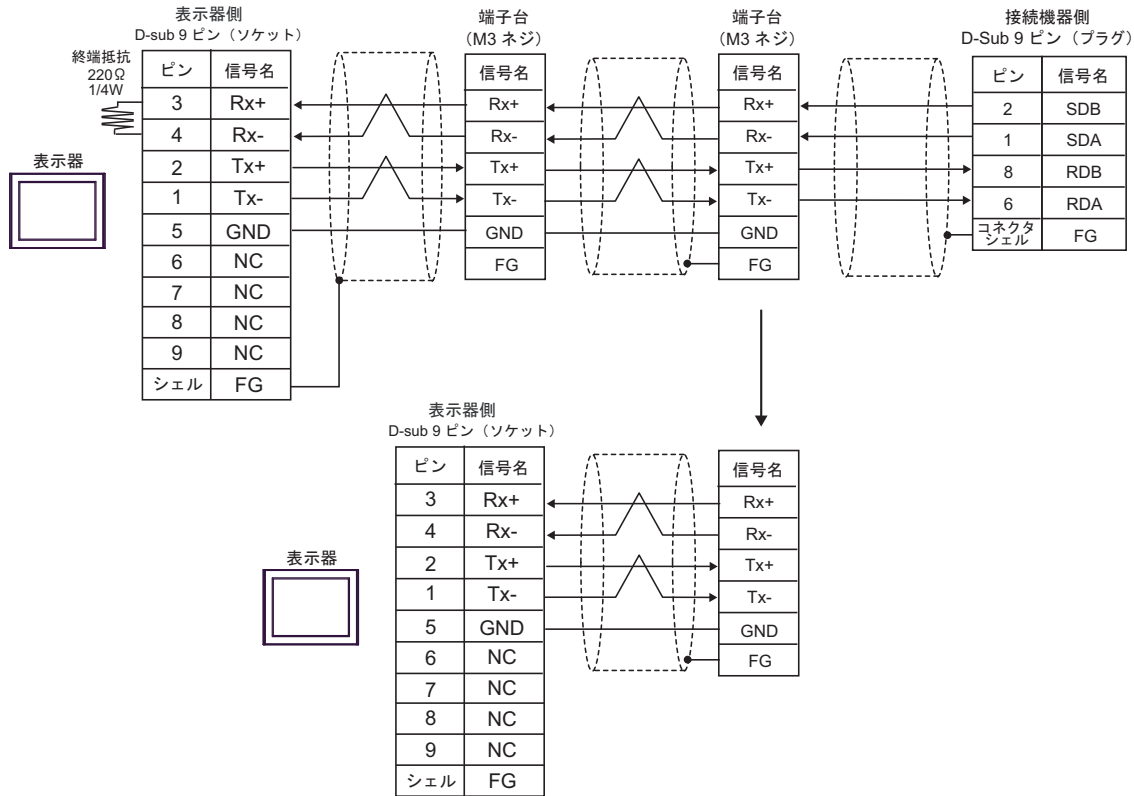 表示器側
D-sub 9 ピン（ソケット）
終端抵抗
220Ω
1/4W
ピン 信号名
3 Rx+
4 Rx-
2 Tx+
1 Tx-
5 GND
6 NC
7 NC
8 NC
9 NC
シェル FG
表示器
端子台
（M3 ネジ）
信号名
Rx+
Rx-
Tx+
Tx-
GND
FG
端子台
（M3 ネジ）
信号名
Rx+
Rx-
Tx+
Tx-
GND
FG
接続機器側
D-Sub 9 ピン（プラグ）
ピン 信号名
2 SDB
1 SDA
8 RDB
6 RDA
コネクタ
シェル FG
表示器側
D-sub 9 ピン（ソケット）
ピン 信号名
3 Rx+
4 Rx-
2 Tx+
1 Tx-
5 GND
6 NC
7 NC
8 NC
9 NC
シェル FG
表示器
信号名
Rx+
Rx-
Tx+
Tx-
GND
FG